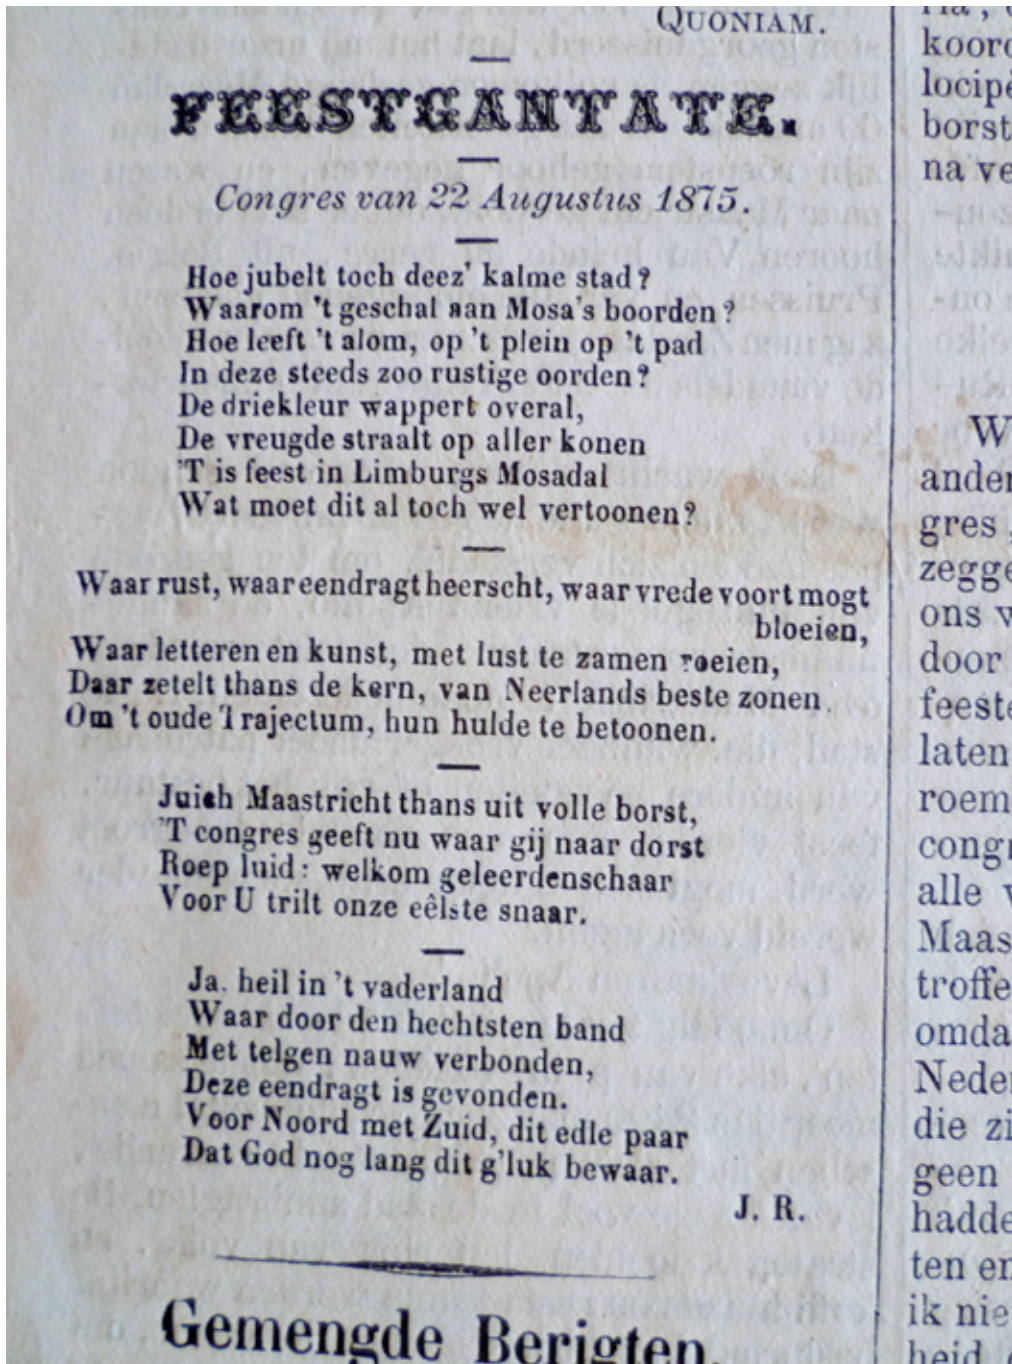 QUONIAM.
FEESTGANTATE.
Congres van 22 Augustus 1875.
Hoe jubelt toch deez' kalme stad?
Waarom 't geschal aan Mosa's boorden?
Hoe leeft 't alom, op 't plein op 't pad
In deze steeds zoo rustige oorden?
De driekleur wappert overal,
De vreugde straalt op aller konen
'T is feest in Limburgs Mosadal
Wat moet dit al toch wel vertoonen?
Waar rust, waar eendragt heerscht, waar vrede voort mogt
bloeien,
Waar letteren en kunst, met lust te zamen roeien,
Daar zetelt thans de kern, van Neerlands beste zonen
Om 't oude Trajectum, hun hulde te betoonen.
Juich Maastricht thans uit volle borst,
'T congres geeft nu waar gij naar dorst
Roep luid: welkom geleerdenschaar
Voor U trilt onze eêlste snaar.
Ja. heil in 't vaderland
Waar door den hechtsten band
Met telgen nauw verbonden,
Deze eendragt is gevonden.
Voor Noord met Zuid, dit edle paar
Dat God nog lang dit g'luk bewaar.
J. R.
Gemengde Berigten.
koord
locipè
borst
na ve
W
ander
gres,
zegge
ons v
door
feeste
laten
roem
congr
alle v
Maas
troffe
omda
Neder
die zi
geen
hadde
ten en
ik nie
heid